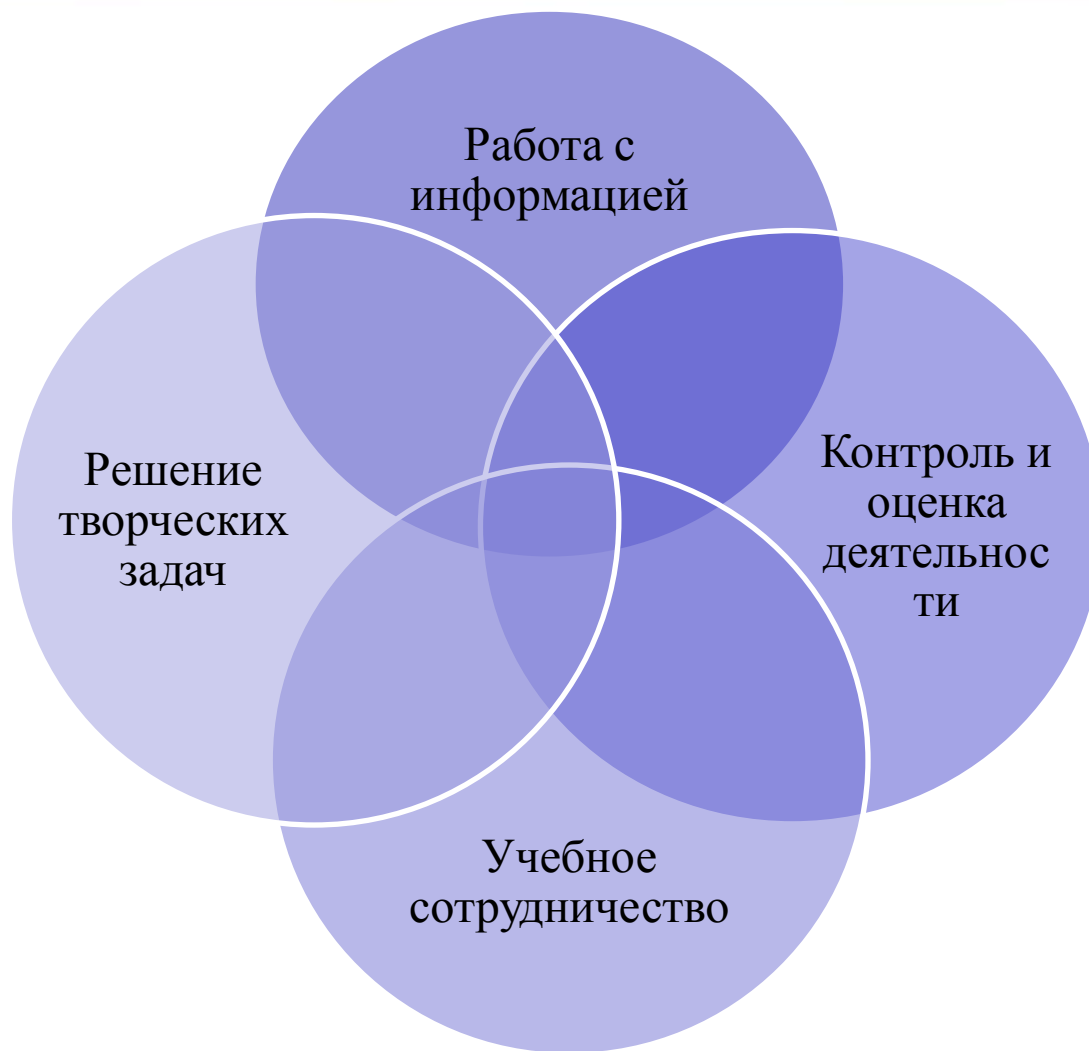 Работа с
информацией
Решение
творческих
задач
Контроль и
оценка
деятельнос
ти
Учебное
сотрудничество